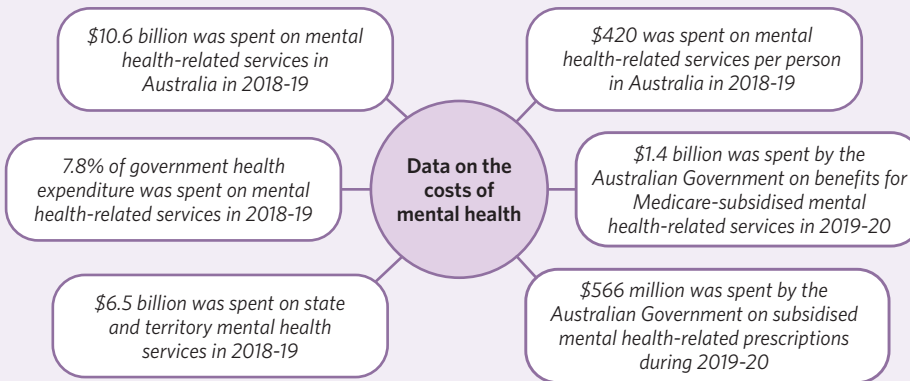 $10.6 billion was spent on mental
health-related services in
Australia in 2018-19
$420 was spent on mental
health-related services per person
in Australia in 2018-19
7.8% of government health
expenditure was spent on mental
health-related services in 2018-19
Data on the
costs of
mental health
$1.4 billion was spent by the
Australian Government on benefits for
Medicare-subsidised mental
health-related services in 2019-20
$6.5 billion was spent on state
and territory mental health
services in 2018-19
$566 million was spent by the
Australian Government on subsidised
mental health-related prescriptions
during 2019-20